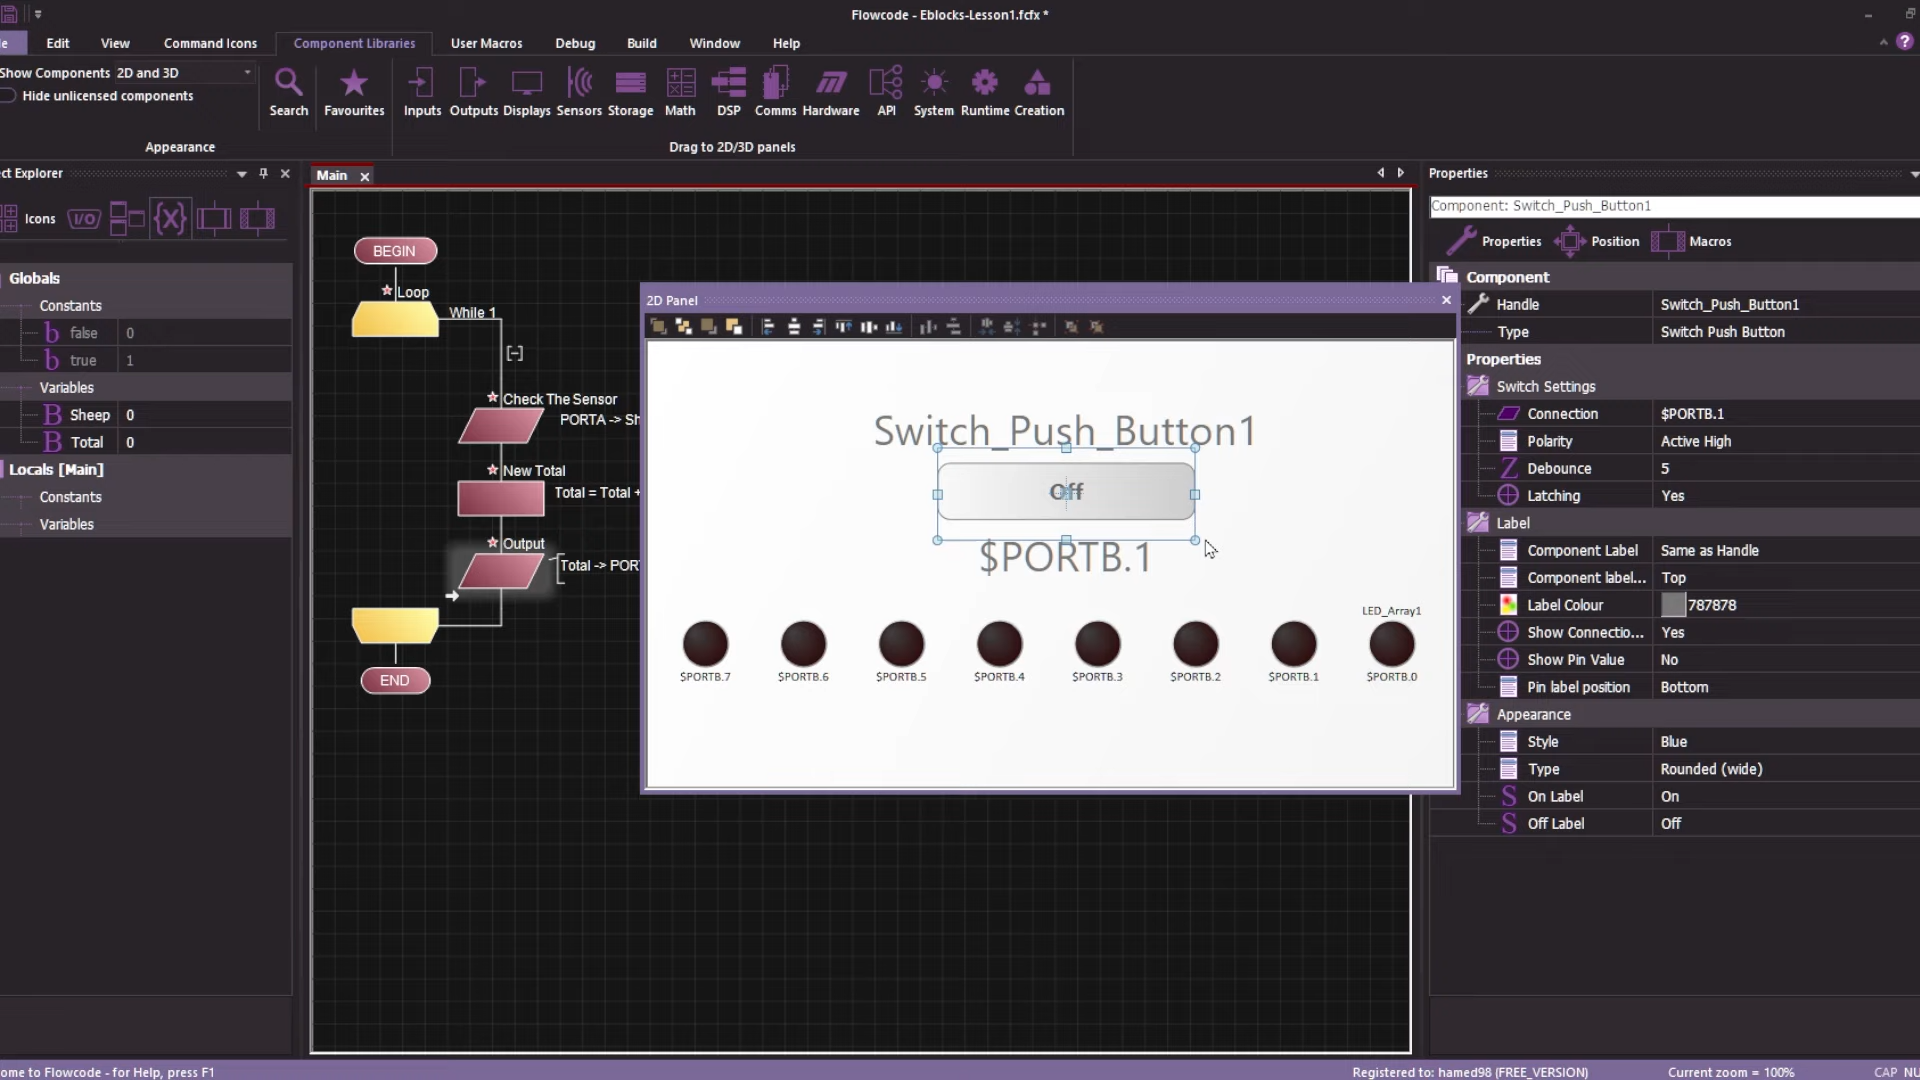 Flowcode - Eblocks-Lesson1.fcfx *
Edit View Command Icons Component Libraries User Macros Debug Build Window Help
Show Components 2D and 3D
Hide unlicensed components
Search Favourites Inputs Outputs Displays Sensors Storage Math DSP Comms Hardware API System Runtime Creation
Appearance Drag to 2D/3D panels
ct Explorer
Icons I/O {X}
Globals
Constants
b false 0
b true 1
Variables
B Sheep 0
B Total 0
Locals [Main]
Constants
Variables
Main
BEGIN
Loop
While 1
[-]
Check The Sensor
PORTA -> Sh
New Total
Total = Total +
Output
Total -> POR
END
2D Panel
Switch_Push_Button1
Off
$PORTB.1
LED_Array1
$PORTB.7 $PORTB.6 $PORTB.5 $PORTB.4 $PORTB.3 $PORTB.2 $PORTB.1 $PORTB.0
Properties
Component: Switch_Push_Button1
Properties Position Macros
Component
Handle Switch_Push_Button1
Type Switch Push Button
Properties
Switch Settings
Connection $PORTB.1
Polarity Active High
Z Debounce 5
Latching Yes
Label
Component Label Same as Handle
Component label... Top
Label Colour 787878
Show Connectio... Yes
Show Pin Value No
Pin label position Bottom
Appearance
Style Blue
Type Rounded (wide)
S On Label On
S Off Label Off
ome to Flowcode - for Help, press F1
Registered to: hamed98 (FREE_VERSION) Current zoom = 100% CAP NU